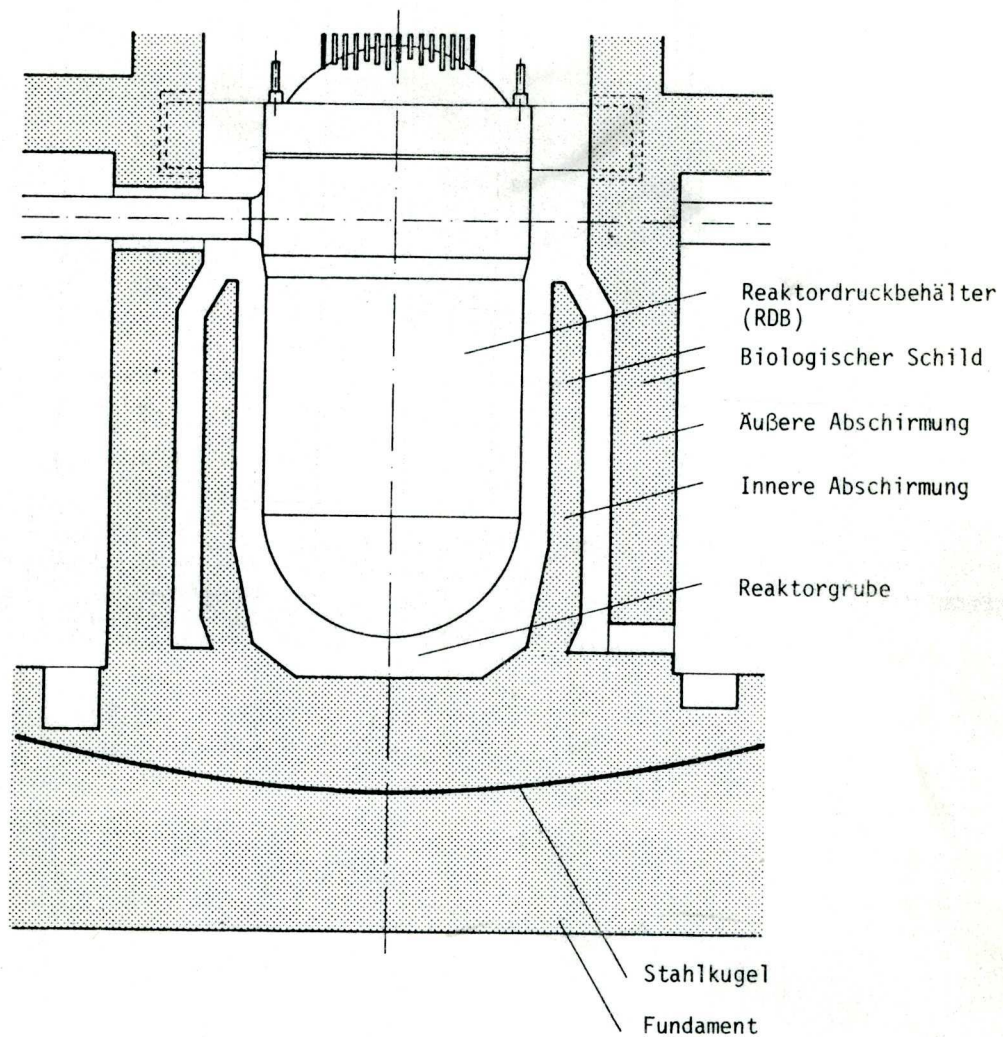 Reaktordruckbehälter
(RDB)
Biologischer Schild
Äußere Abschirmung
Innere Abschirmung
Reaktorgrube
Stahlkugel
Fundament